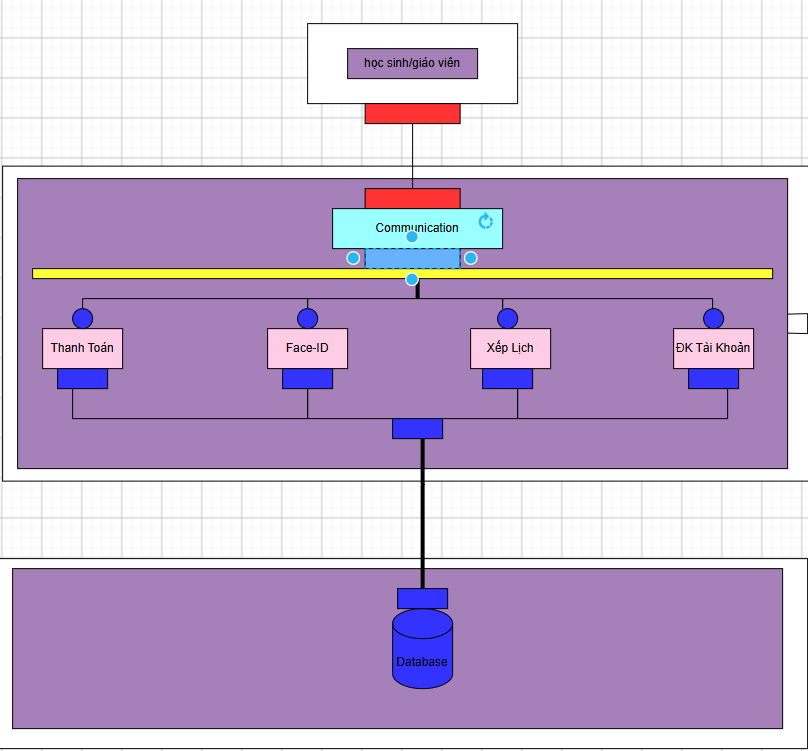 học sinh/giáo viên
Communication
Thanh Toán
Face-ID
Xếp Lịch
ĐK Tài Khoản
Database